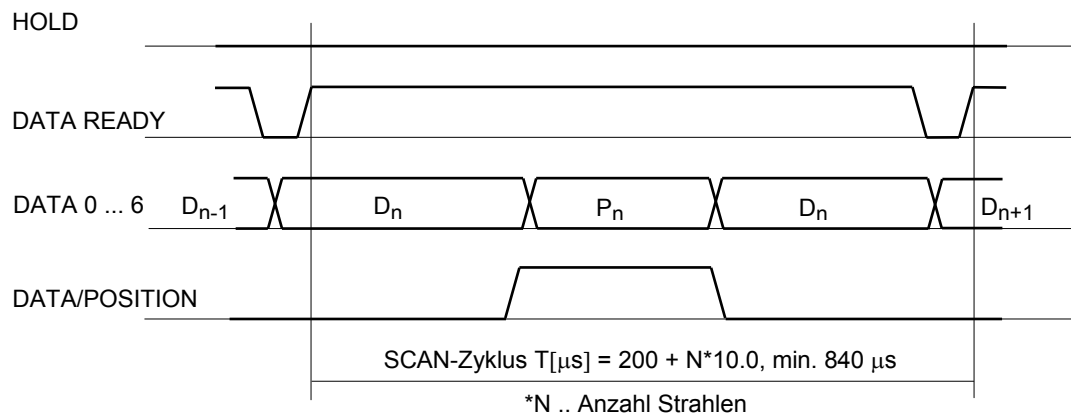 HOLD
DATA READY
DATA 0 ... 6 Dn-1 Dn Pn Dn Dn+1
DATA/POSITION
SCAN-Zyklus T[µs] = 200 + N*10.0, min. 840 µs
*N .. Anzahl Strahlen